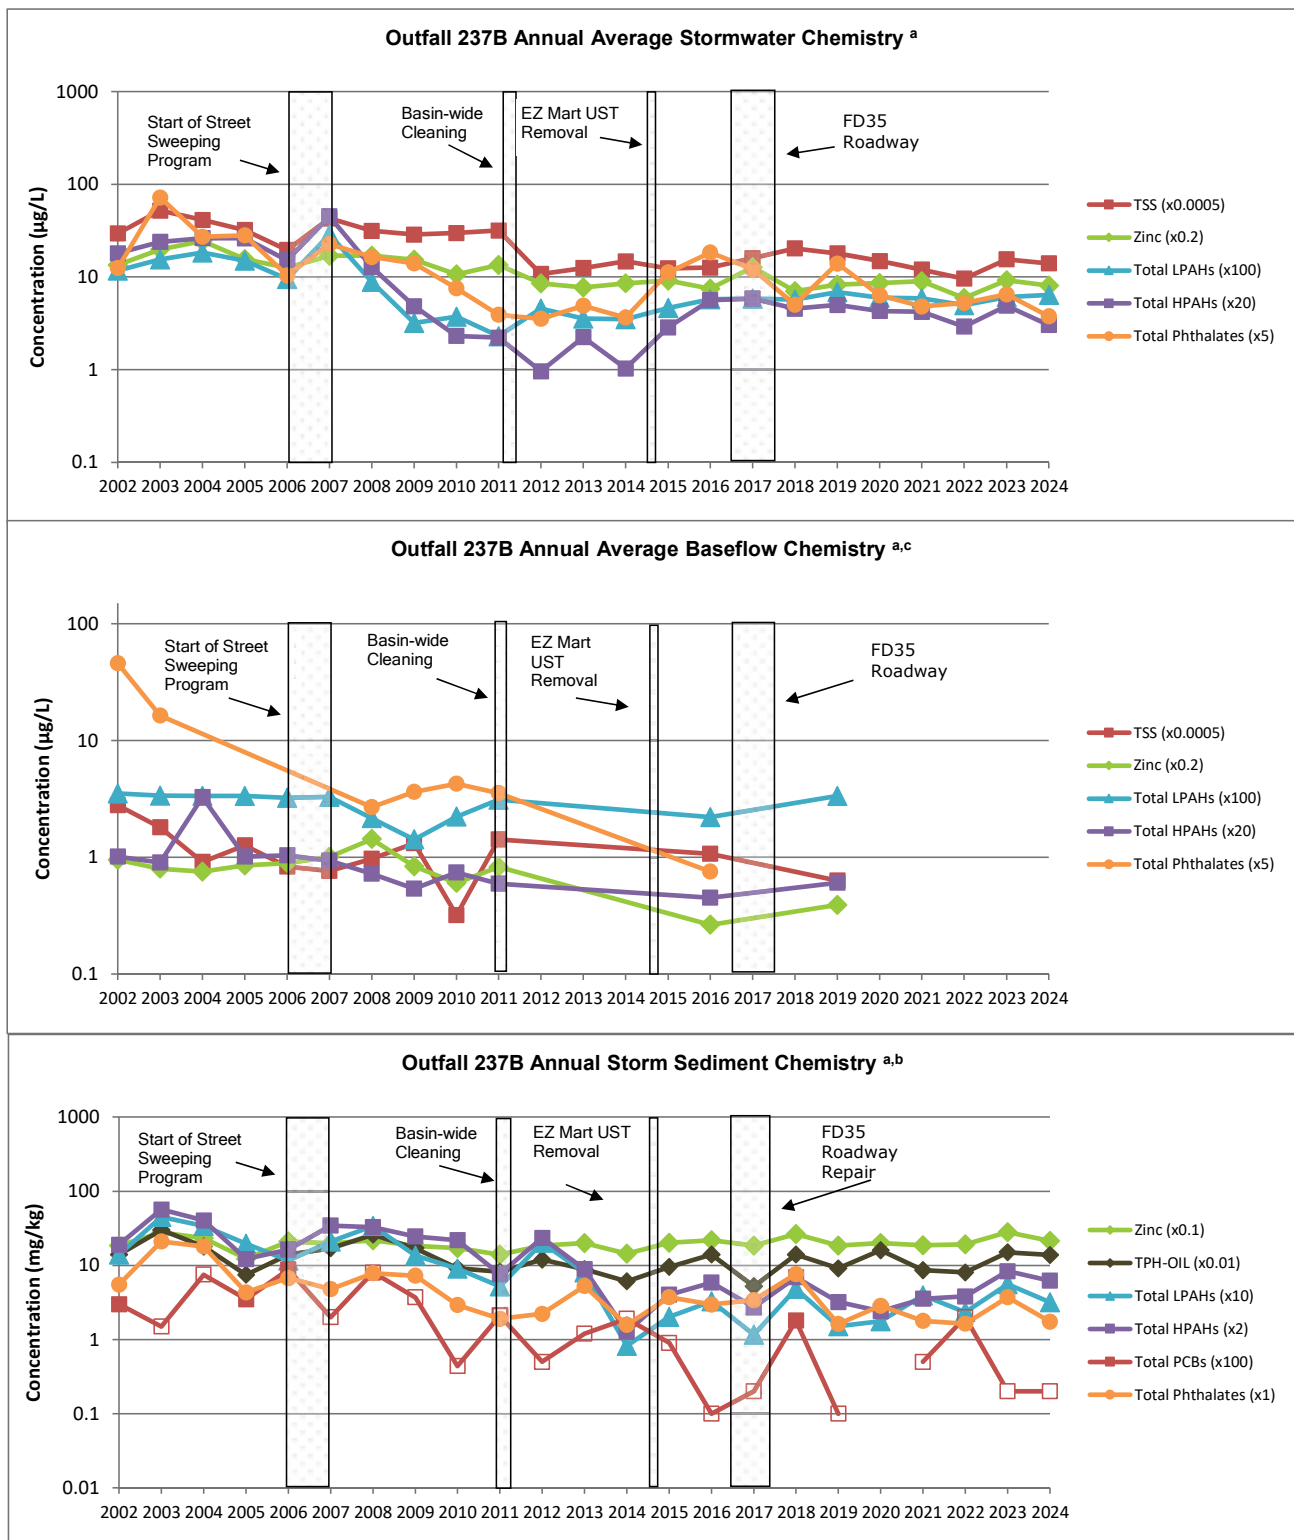 Outfall 237B Annual Average Stormwater Chemistry a
Concentration (µg/L)
1000
100
10
1
0.1
Start of Street
Sweeping
Program
Basin-wide
Cleaning
EZ Mart UST
Removal
FD35
Roadway
TSS (x0.0005)
Zinc (x0.2)
Total LPAHs (x100)
Total HPAHs (x20)
Total Phthalates (x5)
2002 2003 2004 2005 2006 2007 2008 2009 2010 2011 2012 2013 2014 2015 2016 2017 2018 2019 2020 2021 2022 2023 2024
Outfall 237B Annual Average Baseflow Chemistry a,c
Concentration (µg/L)
100
10
1
0.1
Start of Street
Sweeping
Program
Basin-wide
Cleaning
EZ Mart
UST
Removal
FD35
Roadway
TSS (x0.0005)
Zinc (x0.2)
Total LPAHs (x100)
Total HPAHs (x20)
Total Phthalates (x5)
2002 2003 2004 2005 2006 2007 2008 2009 2010 2011 2012 2013 2014 2015 2016 2017 2018 2019 2020 2021 2022 2023 2024
Outfall 237B Annual Storm Sediment Chemistry a,b
Concentration (mg/kg)
1000
100
10
1
0.1
0.01
Start of Street
Sweeping
Program
Basin-wide
Cleaning
EZ Mart UST
Removal
FD35
Roadway
Repair
Zinc (x0.1)
TPH-OIL (x0.01)
Total LPAHs (x10)
Total HPAHs (x2)
Total PCBs (x100)
Total Phthalates (x1)
2002 2003 2004 2005 2006 2007 2008 2009 2010 2011 2012 2013 2014 2015 2016 2017 2018 2019 2020 2021 2022 2023 2024